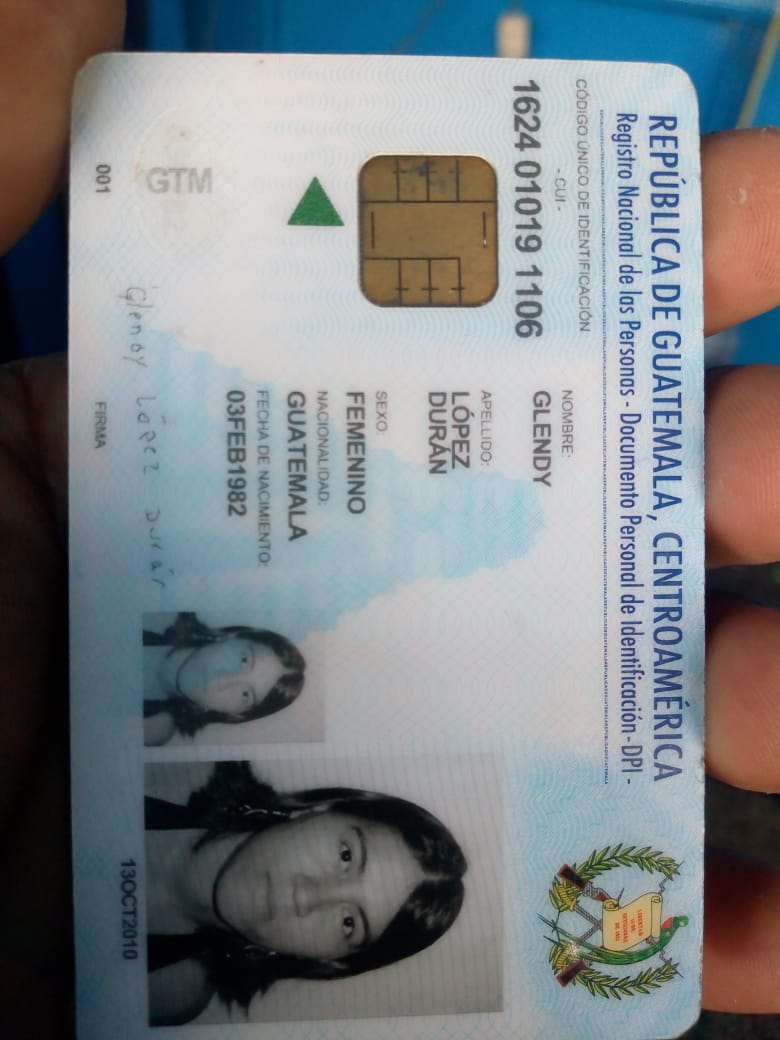 REPÚBLICA DE GUATEMALA, CENTROAMÉRICA
Registro Nacional de las Personas - Documento Personal de Identificación - DPI -
CÓDIGO ÚNICO DE IDENTIFICACIÓN
- CUI -
1624 01019 1106
NOMBRE:
GLENDY
APELLIDO:
LÓPEZ
DURÁN
SEXO:
FEMENINO
NACIONALIDAD:
GUATEMALA
FECHA DE NACIMIENTO:
03FEB1982
GTM
001
Glendy López Durán
FIRMA
13OCT2010
LIBERTAD
15 DE
SEPTIEMBRE
DE 1821